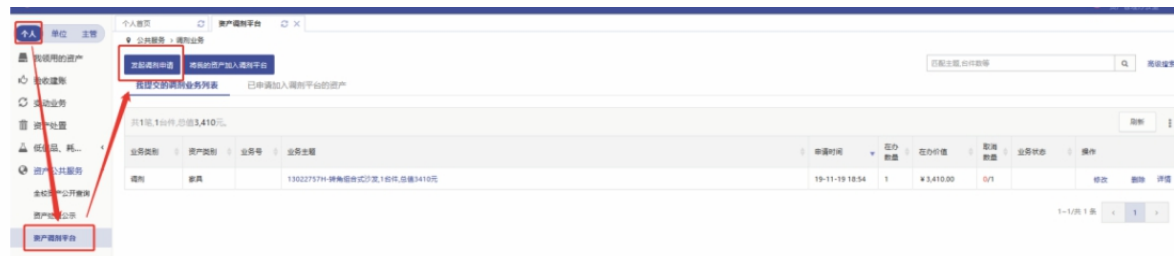 个人首页
资产调剂平台
个人 单位 主管
公共服务 > 调剂业务
我领用的资产
发起调剂申请
将我的资产加入调剂平台
匹配主题,台件数等
验收建账
我提交的调剂业务列表
已申请加入调剂平台的资产
变动业务
资产处置
共1笔,1台件,总值3,410元。
刷新
低值品、耗...
业务类别 资产类别 业务号 业务主题 申请时间 在办数量 在办价值 取消数量 业务状态 操作
资产公共服务
调剂 家具 13022757H-转角组合式沙发,1台件,总值3410元 19-11-19 18:54 1 ¥3,410.00 0/1 修改 删除 详情
全校资产公开查询
1-1/共 1 条 1
资产调剂平台